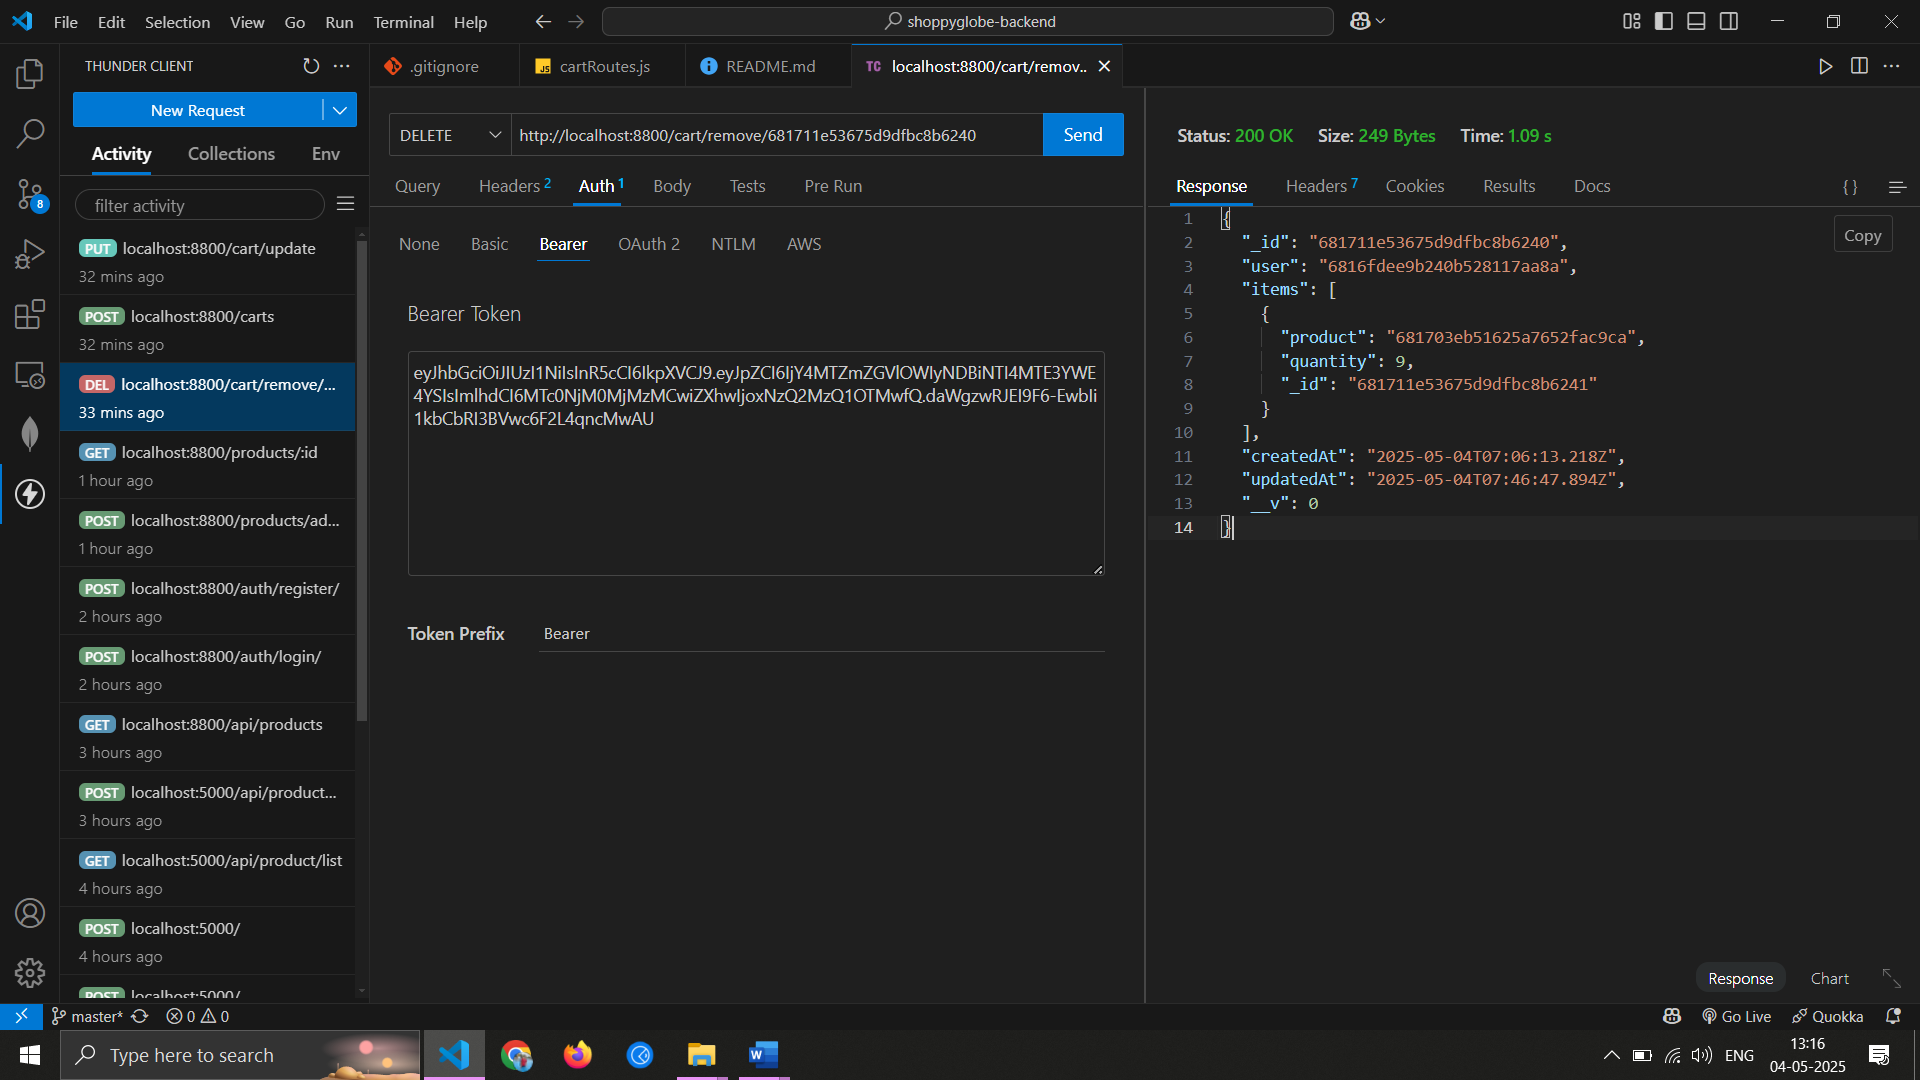 File Edit Selection View Go Run Terminal Help
shoppyglobe-backend
THUNDER CLIENT
New Request
Activity Collections Env
filter activity
PUT localhost:8800/cart/update
32 mins ago
POST localhost:8800/carts
32 mins ago
DEL localhost:8800/cart/remove/...
33 mins ago
GET localhost:8800/products/:id
1 hour ago
POST localhost:8800/products/ad...
1 hour ago
POST localhost:8800/auth/register/
2 hours ago
POST localhost:8800/auth/login/
2 hours ago
GET localhost:8800/api/products
3 hours ago
POST localhost:5000/api/product...
3 hours ago
GET localhost:5000/api/product/list
4 hours ago
POST localhost:5000/
4 hours ago
POST localhost:5000/
8
.gitignore
JS cartRoutes.js
README.md
TC localhost:8800/cart/remov..
DELETE http://localhost:8800/cart/remove/681711e53675d9dfbc8b6240 Send
Query Headers 2 Auth 1 Body Tests Pre Run
None Basic Bearer OAuth 2 NTLM AWS
Bearer Token
eyJhbGciOiJIUzI1NiIsInR5cCI6IkpXVCJ9.eyJpZCI6IjY4MTZmZGVlOWIyNDBiNTI4MTE3YWE
4YSIsImlhdCI6MTc0NjM0MjMzMCwiZXhwIjoxNzQ2MzQ1OTMwfQ.daWgzwRJEI9F6-Ewbli
1kbCbRl3BVwc6F2L4qncMwAU
Token Prefix Bearer
Status: 200 OK Size: 249 Bytes Time: 1.09 s
Response Headers 7 Cookies Results Docs
{}
Copy
1 {
2 "_id": "681711e53675d9dfbc8b6240",
3 "user": "6816fdee9b240b528117aa8a",
4 "items": [
5 {
6 "product": "681703eb51625a7652fac9ca",
7 "quantity": 9,
8 "_id": "681711e53675d9dfbc8b6241"
9 }
10 ],
11 "createdAt": "2025-05-04T07:06:13.218Z",
12 "updatedAt": "2025-05-04T07:46:47.894Z",
13 "__v": 0
14 }
Response Chart
master* 0 0
Go Live Quokka
Type here to search
ENG
13:16
04-05-2025